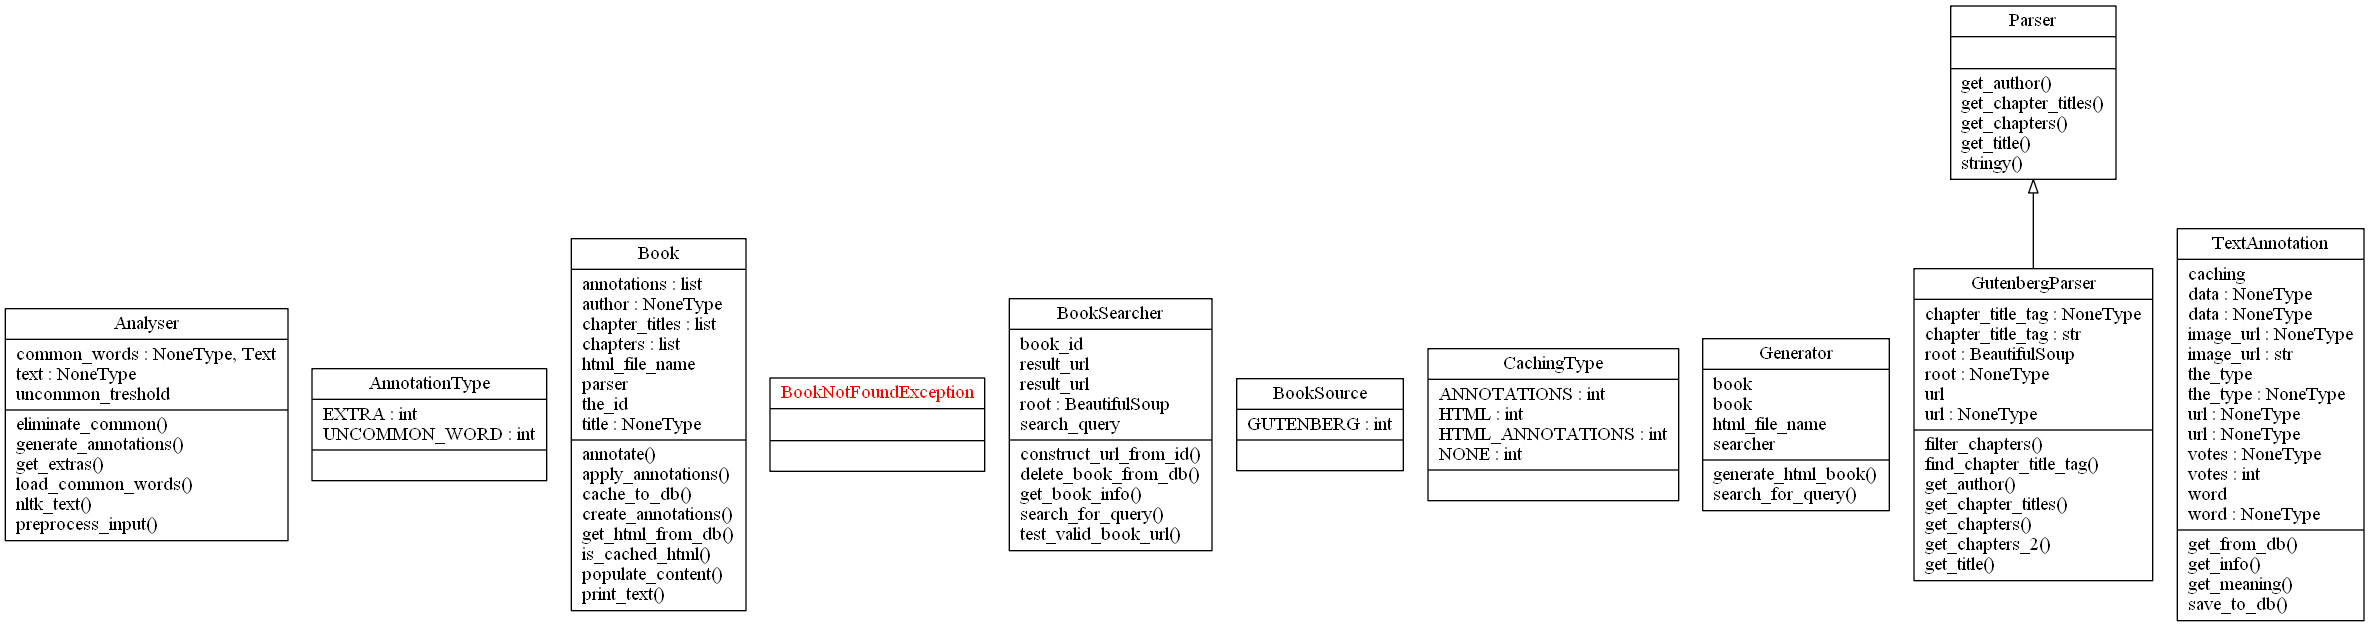 Parser
get_author()
get_chapter_titles()
get_chapters()
get_title()
stringy()
Analyser
common_words : NoneType, Text
text : NoneType
uncommon_treshold
eliminate_common()
generate_annotations()
get_extras()
load_common_words()
nltk_text()
preprocess_input()
AnnotationType
EXTRA : int
UNCOMMON_WORD : int
Book
annotations : list
author : NoneType
chapter_titles : list
chapters : list
html_file_name
parser
the_id
title : NoneType
annotate()
apply_annotations()
cache_to_db()
create_annotations()
get_html_from_db()
is_cached_html()
populate_content()
print_text()
BookNotFoundException
BookSearcher
book_id
result_url
result_url
root : BeautifulSoup
search_query
construct_url_from_id()
delete_book_from_db()
get_book_info()
search_for_query()
test_valid_book_url()
BookSource
GUTENBERG : int
CachingType
ANNOTATIONS : int
HTML : int
HTML_ANNOTATIONS : int
NONE : int
Generator
book
book
html_file_name
searcher
generate_html_book()
search_for_query()
GutenbergParser
chapter_title_tag : NoneType
chapter_title_tag : str
root : BeautifulSoup
root : NoneType
url
url : NoneType
filter_chapters()
find_chapter_title_tag()
get_author()
get_chapter_titles()
get_chapters()
get_chapters_2()
get_title()
TextAnnotation
caching
data : NoneType
data : NoneType
image_url : NoneType
image_url : str
the_type
the_type : NoneType
url : NoneType
url : NoneType
votes : NoneType
votes : int
word
word : NoneType
get_from_db()
get_info()
get_meaning()
save_to_db()